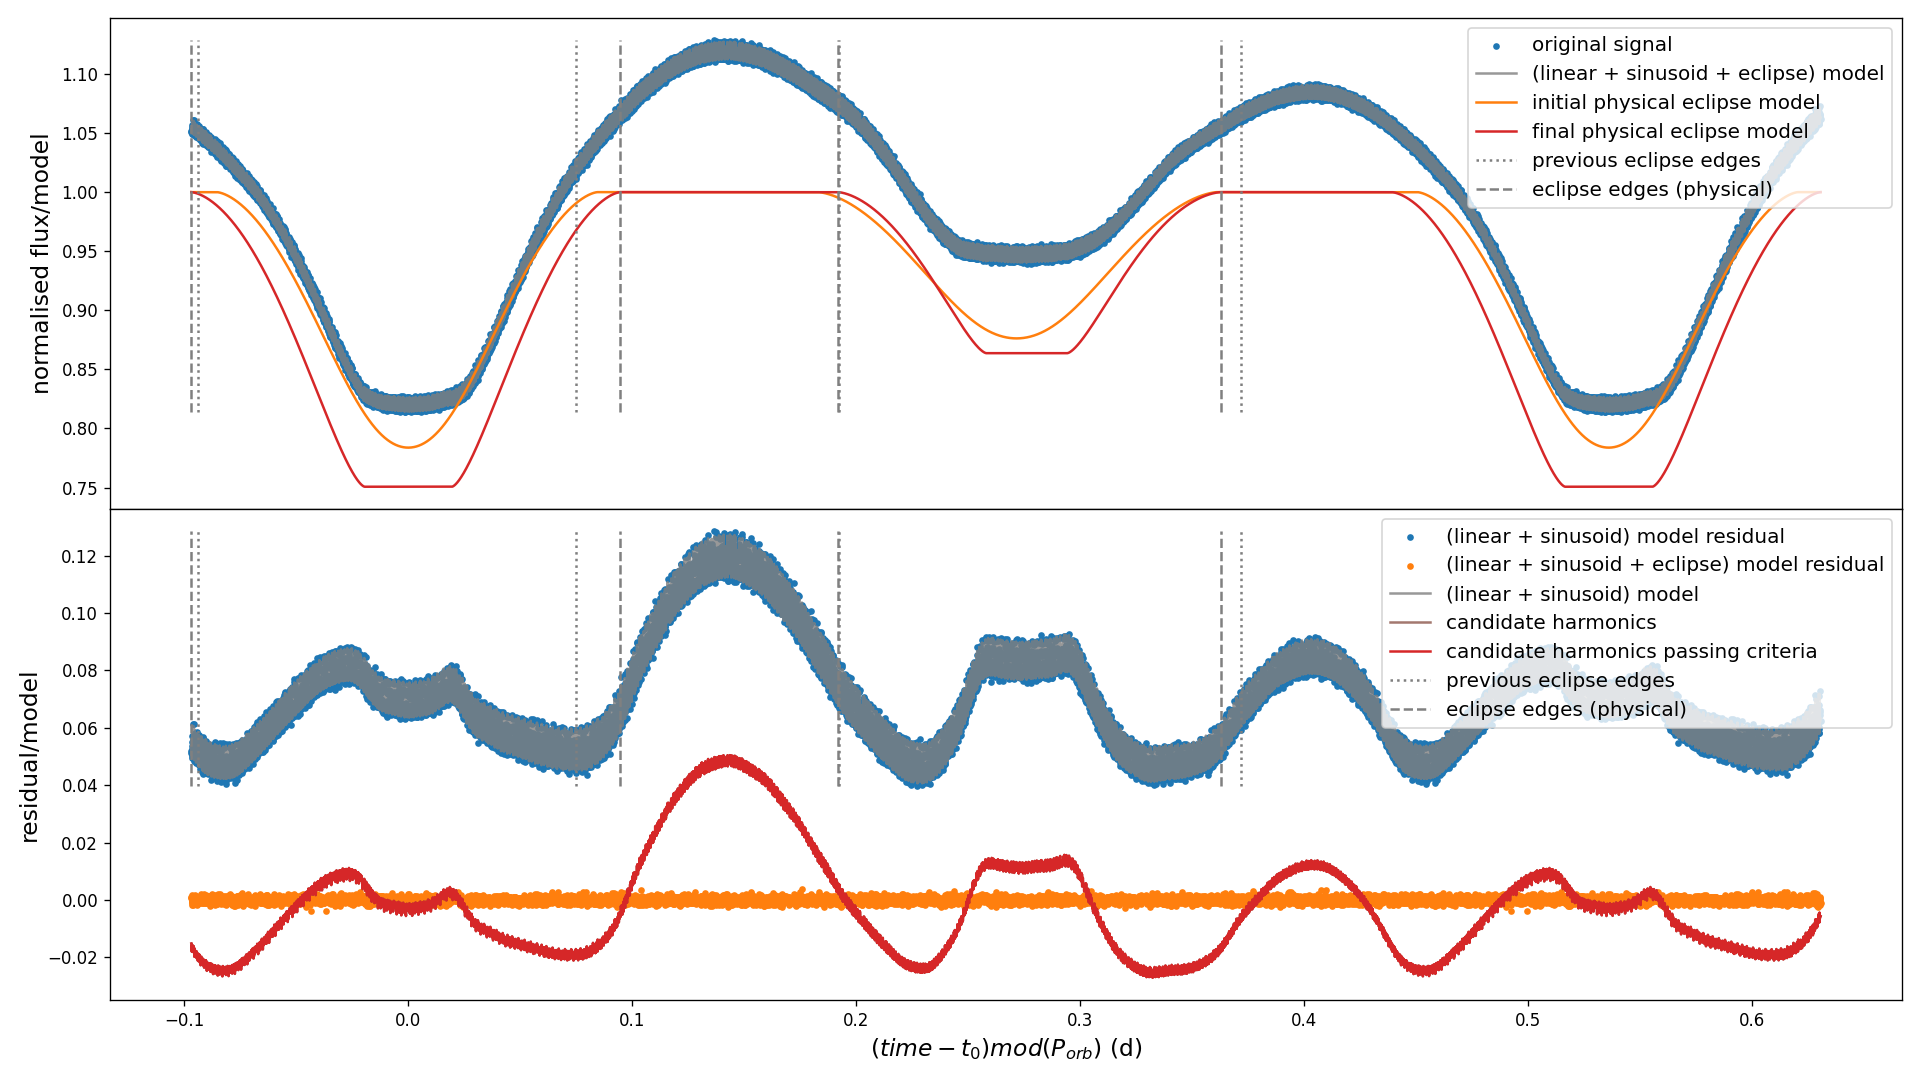 normalised flux/model
1.10
1.05
1.00
0.95
0.90
0.85
0.80
0.75
original signal
(linear + sinusoid + eclipse) model
initial physical eclipse model
final physical eclipse model
previous eclipse edges
eclipse edges (physical)
residual/model
0.12
0.10
0.08
0.06
0.04
0.02
0.00
−0.02
(linear + sinusoid) model residual
(linear + sinusoid + eclipse) model residual
(linear + sinusoid) model
candidate harmonics
candidate harmonics passing criteria
previous eclipse edges
eclipse edges (physical)
−0.1 0.0 0.1 0.2 0.3 0.4 0.5 0.6
(time − t₀)mod(P_orb) (d)